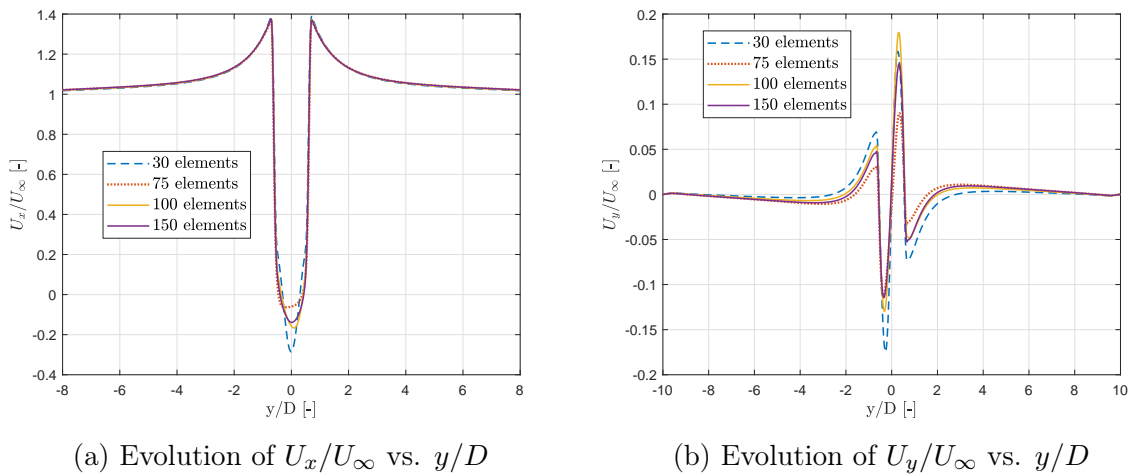 1.4
1.2
1
0.8
0.6
0.4
0.2
0
-0.2
-0.4
U_x/U_∞ [-]
30 elements
75 elements
100 elements
150 elements
-8
-6
-4
-2
0
2
4
6
8
y/D [-]
(a) Evolution of U_x/U_∞ vs. y/D
0.2
0.15
0.1
0.05
0
-0.05
-0.1
-0.15
-0.2
U_y/U_∞ [-]
30 elements
75 elements
100 elements
150 elements
-10
-8
-6
-4
-2
0
2
4
6
8
10
y/D [-]
(b) Evolution of U_y/U_∞ vs. y/D